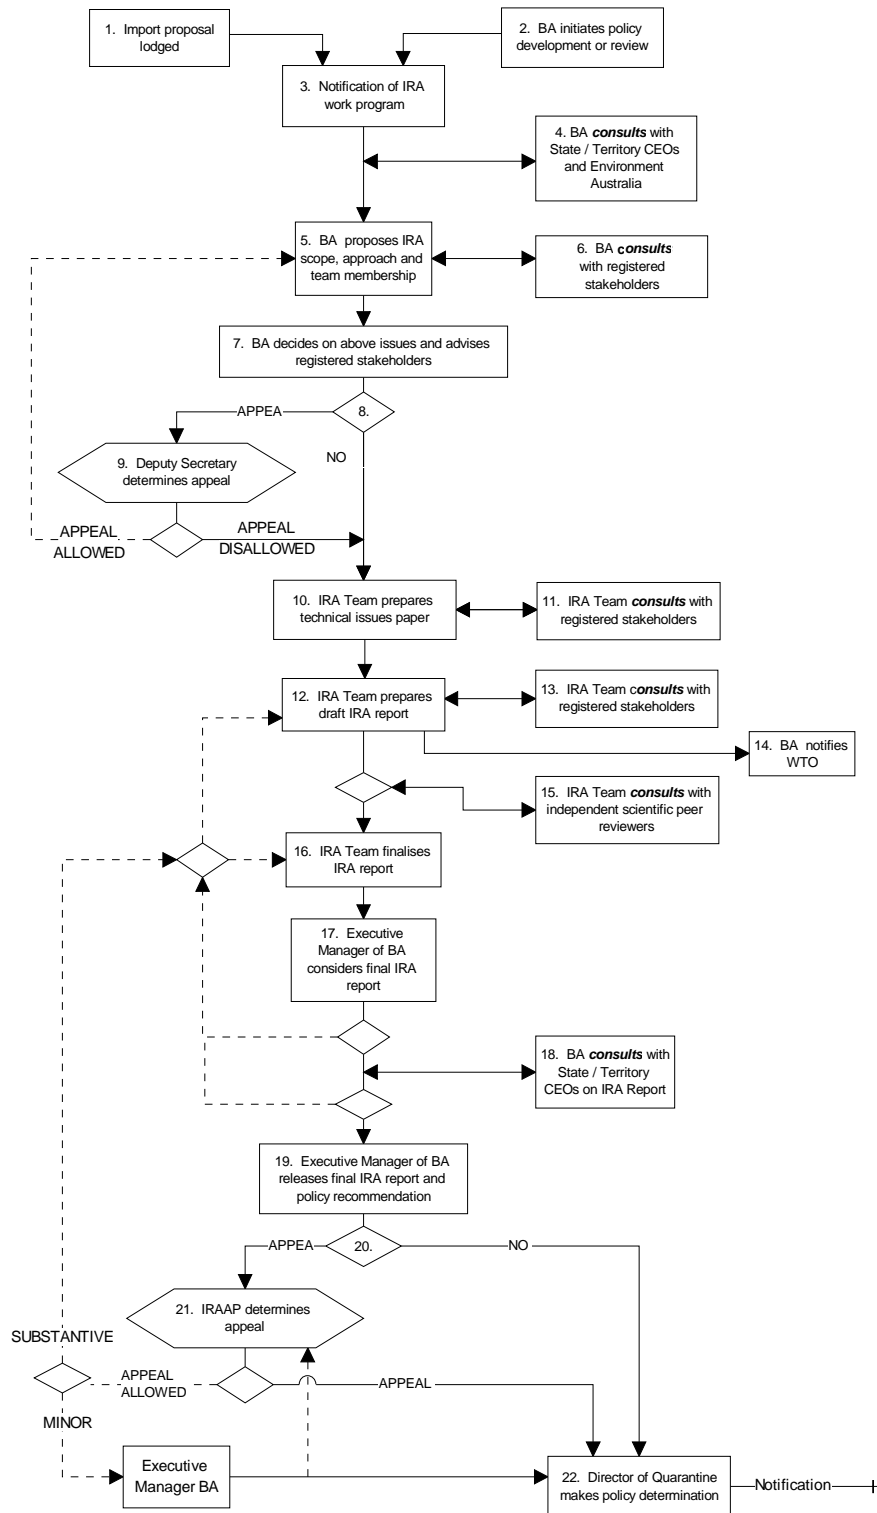 1. Import proposal
lodged
2. BA initiates policy
development or review
3. Notification of IRA
work program
4. BA consults with
State / Territory CEOs
and Environment
Australia
5. BA proposes IRA
scope, approach and
team membership
6. BA consults
with registered
stakeholders
7. BA decides on above issues and advises
registered stakeholders
APPEA
8.
NO
9. Deputy Secretary
determines appeal
APPEAL
ALLOWED
APPEAL
DISALLOWED
10. IRA Team prepares
technical issues paper
11. IRA Team consults with
registered stakeholders
12. IRA Team prepares
draft IRA report
13. IRA Team consults with
registered stakeholders
14. BA notifies
WTO
15. IRA Team consults with
independent scientific peer
reviewers
16. IRA Team finalises
IRA report
17. Executive
Manager of BA
considers final IRA
report
18. BA consults with
State / Territory
CEOs on IRA Report
19. Executive Manager of BA
releases final IRA report and
policy recommendation
APPEA
20.
NO
21. IRAAP determines
appeal
SUBSTANTIVE
APPEAL
ALLOWED
APPEAL
MINOR
Executive
Manager BA
22. Director of Quarantine
makes policy determination
Notification